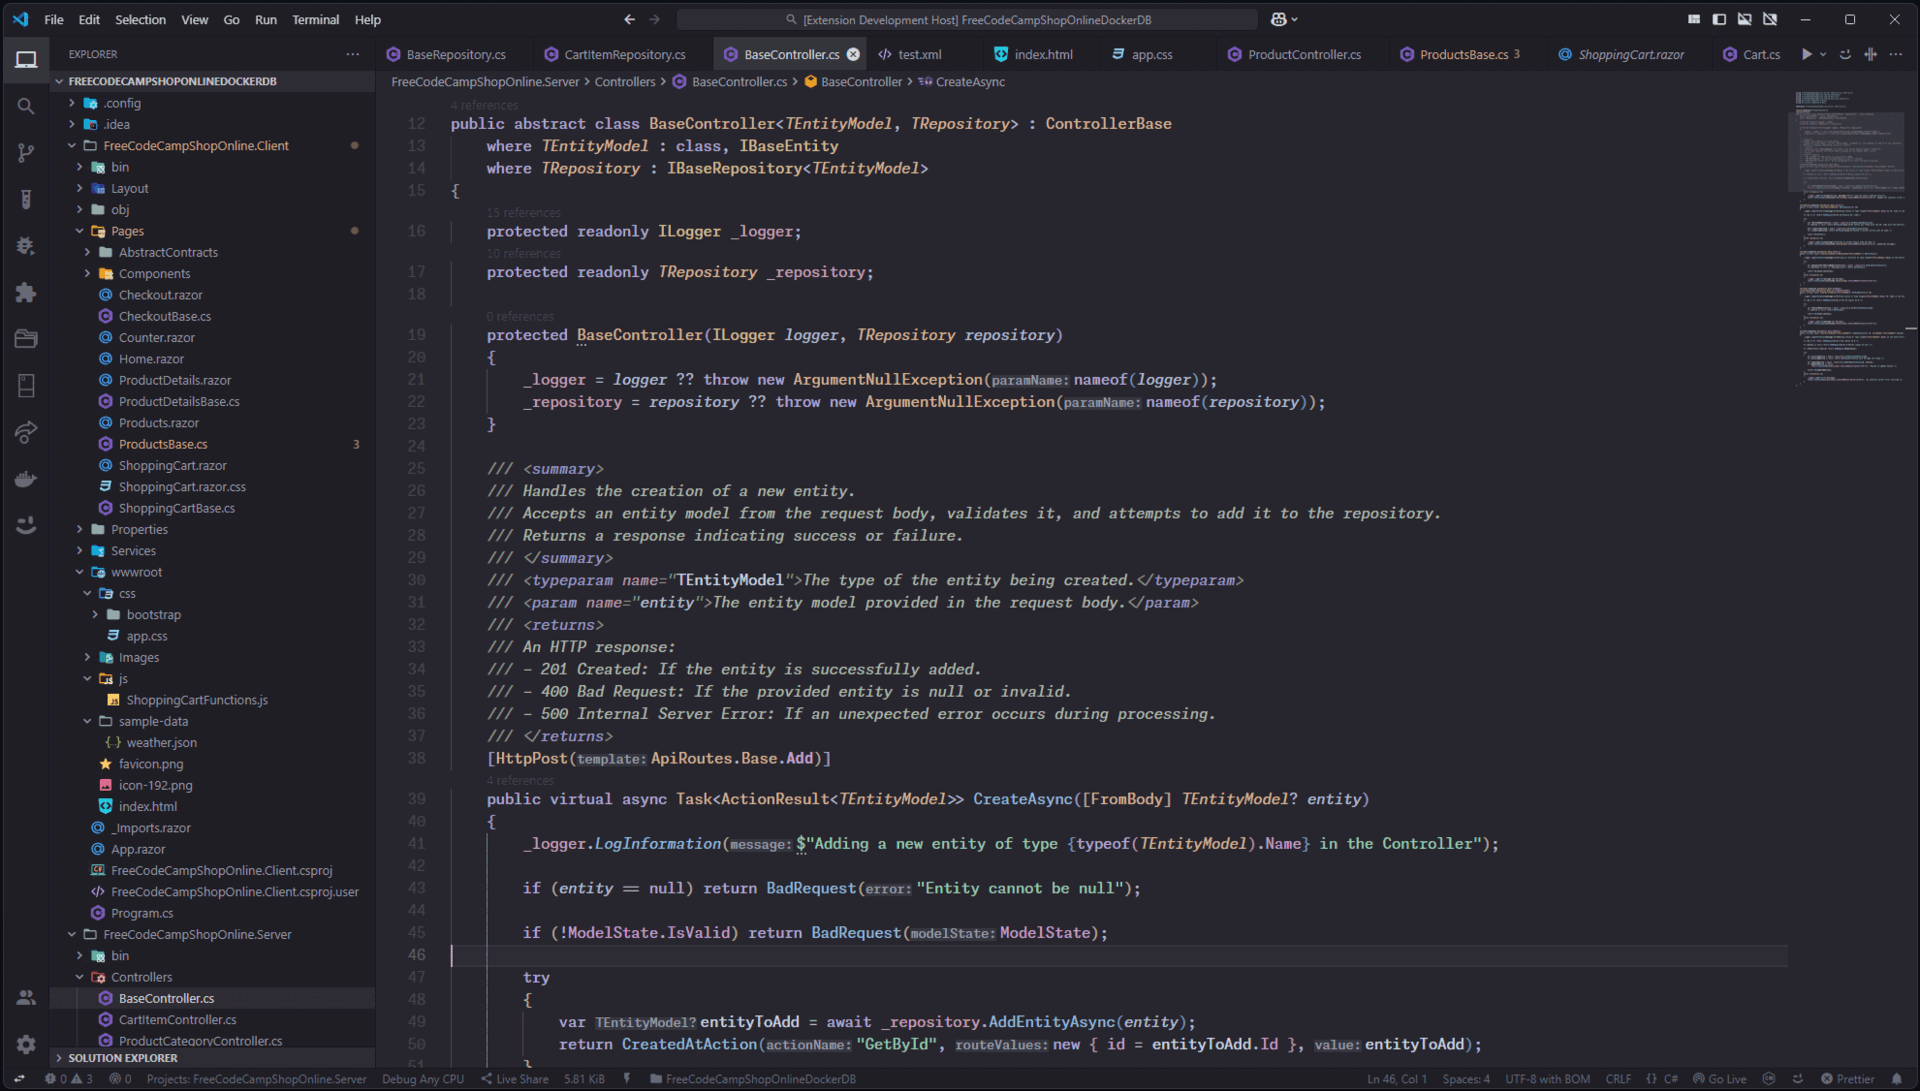 File Edit Selection View Go Run Terminal Help
[Extension Development Host] FreeCodeCampShopOnlineDockerDB
EXPLORER
FREECODECAMPSHOPONLINEDOCKERDB
.config
.idea
FreeCodeCampShopOnline.Client
bin
Layout
obj
Pages
AbstractContracts
Components
Checkout.razor
CheckoutBase.cs
Counter.razor
Home.razor
ProductDetails.razor
ProductDetailsBase.cs
Products.razor
ProductsBase.cs 3
ShoppingCart.razor
ShoppingCart.razor.css
ShoppingCartBase.cs
Properties
Services
wwwroot
css
bootstrap
app.css
Images
js
ShoppingCartFunctions.js
sample-data
weather.json
favicon.png
icon-192.png
index.html
_Imports.razor
App.razor
FreeCodeCampShopOnline.Client.csproj
FreeCodeCampShopOnline.Client.csproj.user
Program.cs
FreeCodeCampShopOnline.Server
bin
Controllers
BaseController.cs
CartItemController.cs
ProductCategoryController.cs
SOLUTION EXPLORER
BaseRepository.cs CartItemRepository.cs BaseController.cs test.xml index.html app.css ProductController.cs ProductsBase.cs 3 ShoppingCart.razor Cart.cs
FreeCodeCampShopOnline.Server > Controllers > BaseController.cs > BaseController > CreateAsync
4 references
12 public abstract class BaseController<TEntityModel, TRepository> : ControllerBase
13 where TEntityModel : class, IBaseEntity
14 where TRepository : IBaseRepository<TEntityModel>
15 {
15 references
16 protected readonly ILogger _logger;
10 references
17 protected readonly TRepository _repository;
18
0 references
19 protected BaseController(ILogger logger, TRepository repository)
20 {
21 _logger = logger ?? throw new ArgumentNullException(paramName: nameof(logger));
22 _repository = repository ?? throw new ArgumentNullException(paramName: nameof(repository));
23 }
24
25 /// <summary>
26 /// Handles the creation of a new entity.
27 /// Accepts an entity model from the request body, validates it, and attempts to add it to the repository.
28 /// Returns a response indicating success or failure.
29 /// </summary>
30 /// <typeparam name="TEntityModel">The type of the entity being created.</typeparam>
31 /// <param name="entity">The entity model provided in the request body.</param>
32 /// <returns>
33 /// An HTTP response:
34 /// - 201 Created: If the entity is successfully added.
35 /// - 400 Bad Request: If the provided entity is null or invalid.
36 /// - 500 Internal Server Error: If an unexpected error occurs during processing.
37 /// </returns>
38 [HttpPost(template: ApiRoutes.Base.Add)]
4 references
39 public virtual async Task<ActionResult<TEntityModel>> CreateAsync([FromBody] TEntityModel? entity)
40 {
41 _logger.LogInformation(message: $"Adding a new entity of type {typeof(TEntityModel).Name} in the Controller");
42
43 if (entity == null) return BadRequest(error: "Entity cannot be null");
44
45 if (!ModelState.IsValid) return BadRequest(modelState: ModelState);
46
47 try
48 {
49 var TEntityModel? entityToAdd = await _repository.AddEntityAsync(entity);
50 return CreatedAtAction(actionName: "GetById", routeValues: new { id = entityToAdd.Id }, value: entityToAdd);
51 }
0 3 0 Projects: FreeCodeCampShopOnline.Server Debug Any CPU Live Share 5.81 KiB FreeCodeCampShopOnlineDockerDB Ln 46, Col 1 Spaces: 4 UTF-8 with BOM CRLF {} C# Go Live Prettier